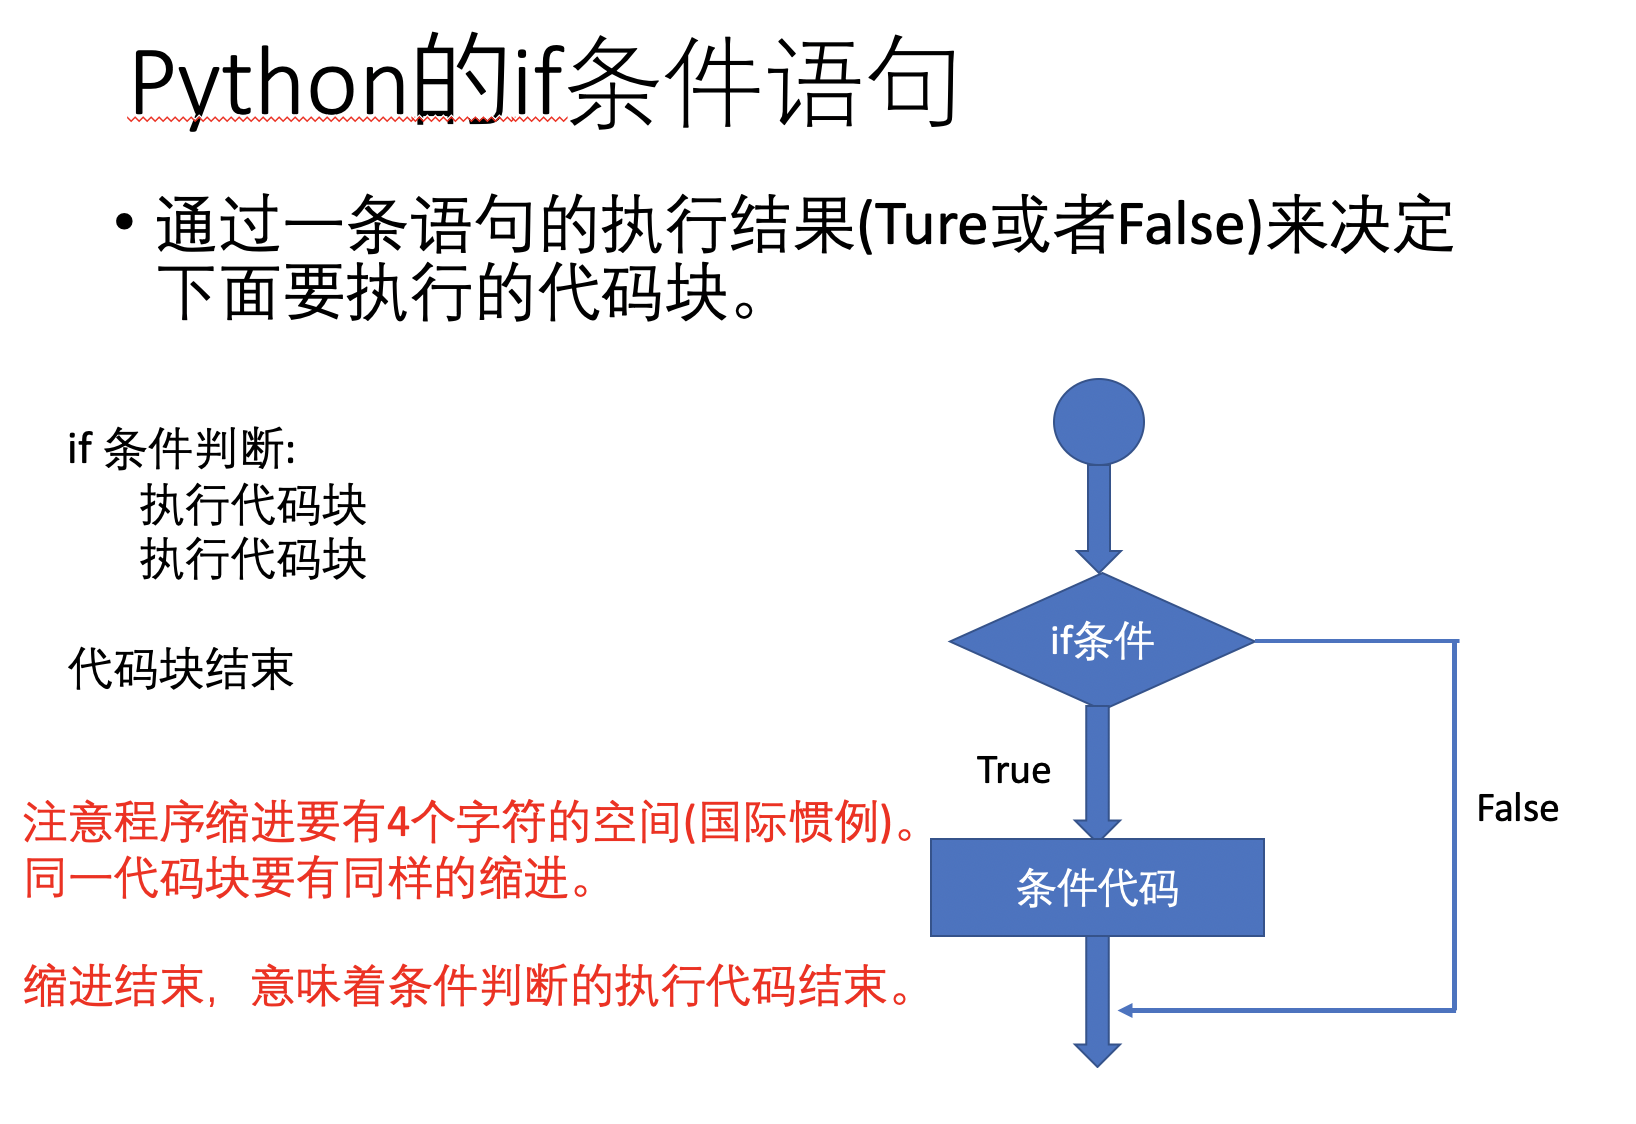 Python的if条件语句
• 通过一条语句的执行结果(Ture或者False)来决定
下面要执行的代码块。
if 条件判断:
执行代码块
执行代码块
代码块结束
注意程序缩进要有4个字符的空间(国际惯例)。
同一代码块要有同样的缩进。
缩进结束，意味着条件判断的执行代码结束。
if条件
True
False
条件代码